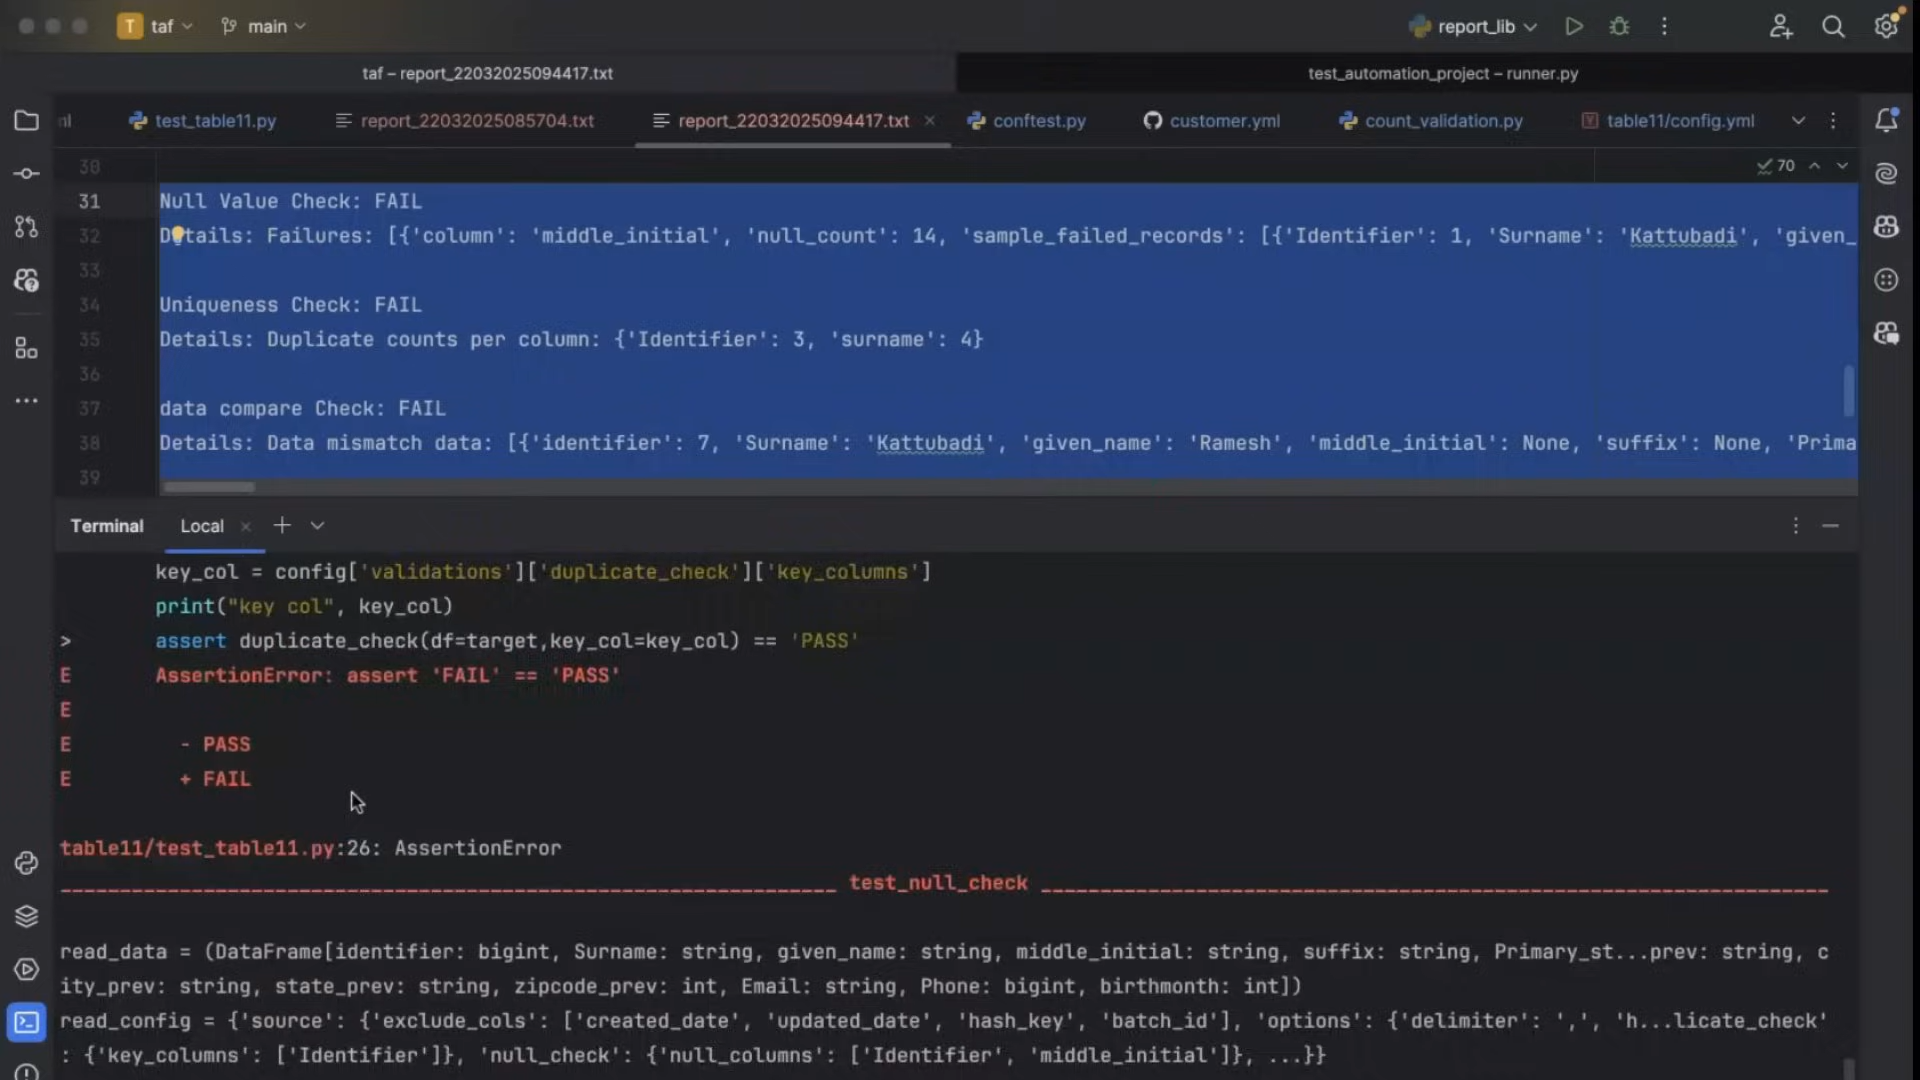 T taf main report_lib
taf – report_22032025094417.txt test_automation_project – runner.py
ml test_table11.py report_22032025085704.txt report_22032025094417.txt conftest.py customer.yml count_validation.py table11/config.yml
30 70
31 Null Value Check: FAIL
32 Details: Failures: [{'column': 'middle_initial', 'null_count': 14, 'sample_failed_records': [{'Identifier': 1, 'Surname': 'Kattubadi', 'given_
33
34 Uniqueness Check: FAIL
35 Details: Duplicate counts per column: {'Identifier': 3, 'surname': 4}
36
37 data compare Check: FAIL
38 Details: Data mismatch data: [{'identifier': 7, 'Surname': 'Kattubadi', 'given_name': 'Ramesh', 'middle_initial': None, 'suffix': None, 'Prima
39
Terminal Local
key_col = config['validations']['duplicate_check']['key_columns']
print("key col", key_col)
> assert duplicate_check(df=target,key_col=key_col) == 'PASS'
E AssertionError: assert 'FAIL' == 'PASS'
E
E - PASS
E + FAIL
table11/test_table11.py:26: AssertionError
_________________________________________________________________ test_null_check __________________________________________________________________
read_data = (DataFrame[identifier: bigint, Surname: string, given_name: string, middle_initial: string, suffix: string, Primary_st...prev: string, c
ity_prev: string, state_prev: string, zipcode_prev: int, Email: string, Phone: bigint, birthmonth: int])
read_config = {'source': {'exclude_cols': ['created_date', 'updated_date', 'hash_key', 'batch_id'], 'options': {'delimiter': ',', 'h...licate_check'
: {'key_columns': ['Identifier']}, 'null_check': {'null_columns': ['Identifier', 'middle_initial']}, ...}}